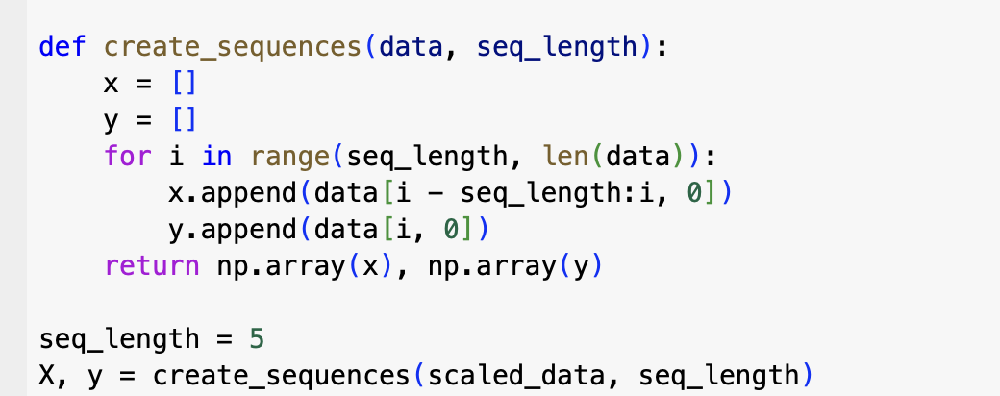 def create_sequences(data, seq_length):
    x = []
    y = []
    for i in range(seq_length, len(data)):
        x.append(data[i - seq_length:i, 0])
        y.append(data[i, 0])
    return np.array(x), np.array(y)

seq_length = 5
X, y = create_sequences(scaled_data, seq_length)